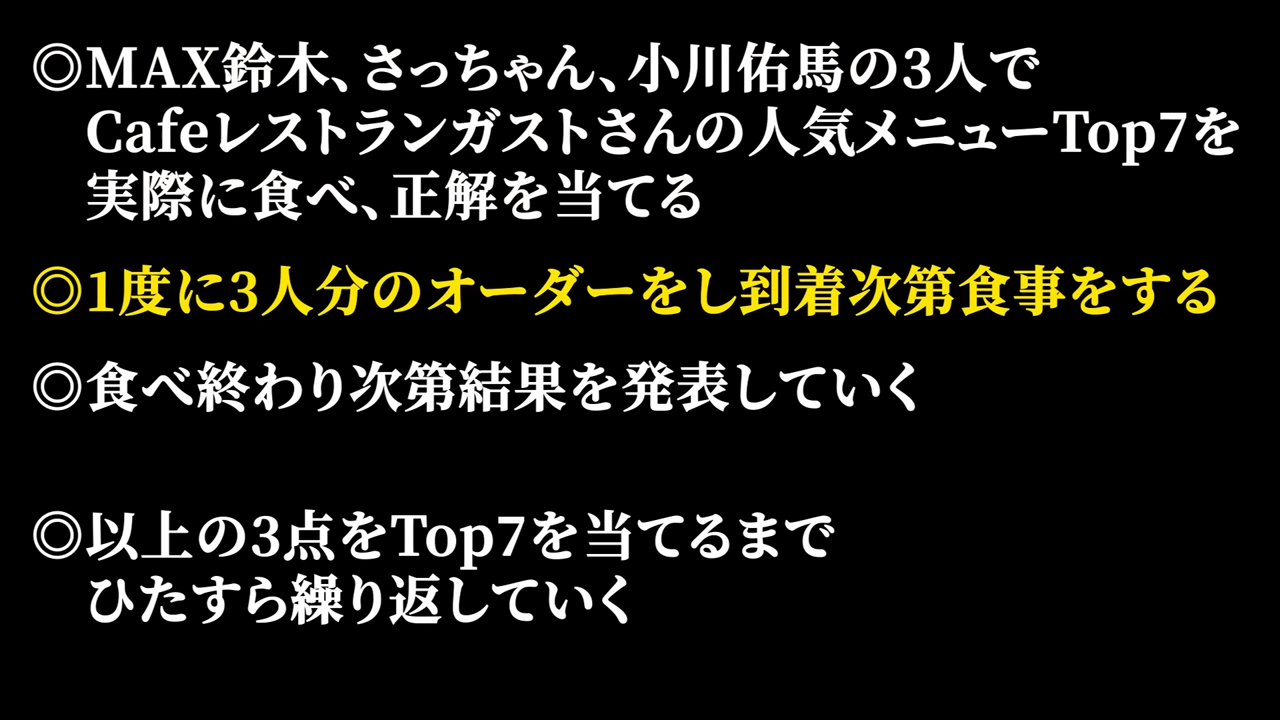 ◎MAX鈴木、さっちゃん、小川佑馬の3人で
Cafeレストランガストさんの人気メニューTop7を
実際に食べ、正解を当てる
◎1度に3人分のオーダーをし到着次第食事をする
◎食べ終わり次第結果を発表していく
◎以上の3点をTop7を当てるまで
ひたすら繰り返していく